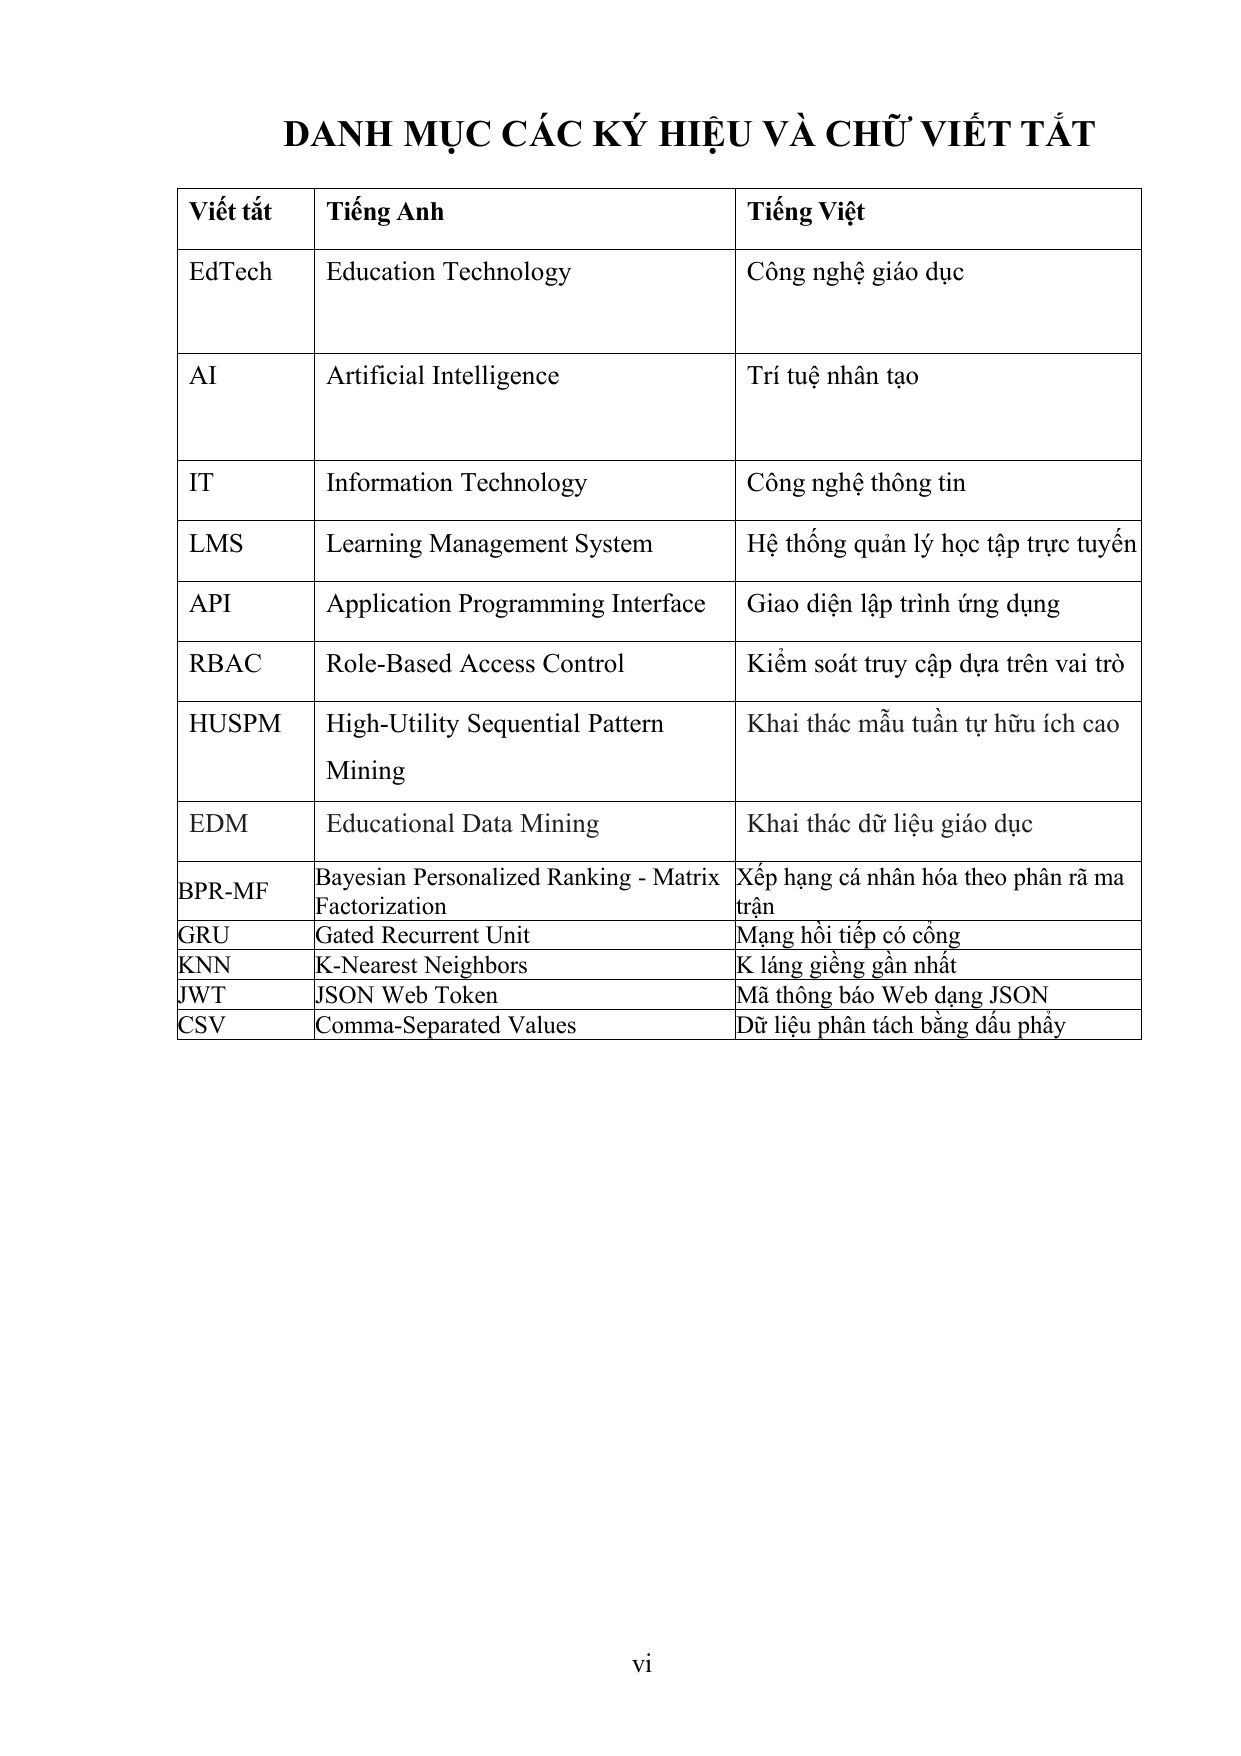 DANH MỤC CÁC KÝ HIỆU VÀ CHỮ VIẾT TẮT
Viết tắt Tiếng Anh Tiếng Việt
EdTech Education Technology Công nghệ giáo dục
AI Artificial Intelligence Trí tuệ nhân tạo
IT Information Technology Công nghệ thông tin
LMS Learning Management System Hệ thống quản lý học tập trực tuyến
API Application Programming Interface Giao diện lập trình ứng dụng
RBAC Role-Based Access Control Kiểm soát truy cập dựa trên vai trò
HUSPM High-Utility Sequential Pattern Khai thác mẫu tuần tự hữu ích cao
Mining
EDM Educational Data Mining Khai thác dữ liệu giáo dục
BPR-MF Bayesian Personalized Ranking - Matrix Xếp hạng cá nhân hóa theo phân rã ma
Factorization trận
GRU Gated Recurrent Unit Mạng hồi tiếp có cổng
KNN K-Nearest Neighbors K láng giềng gần nhất
JWT JSON Web Token Mã thông báo Web dạng JSON
CSV Comma-Separated Values Dữ liệu phân tách bằng dấu phẩy
vi